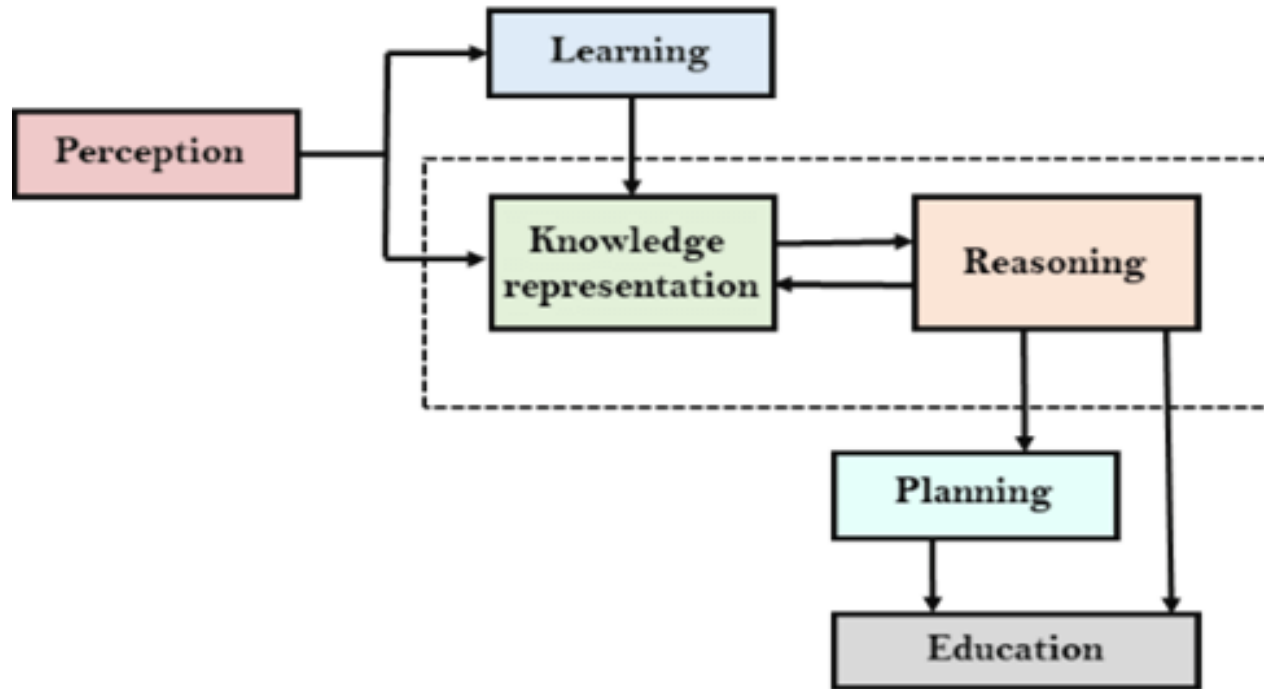 Learning
Perception
Knowledge
representation
Reasoning
Planning
Education